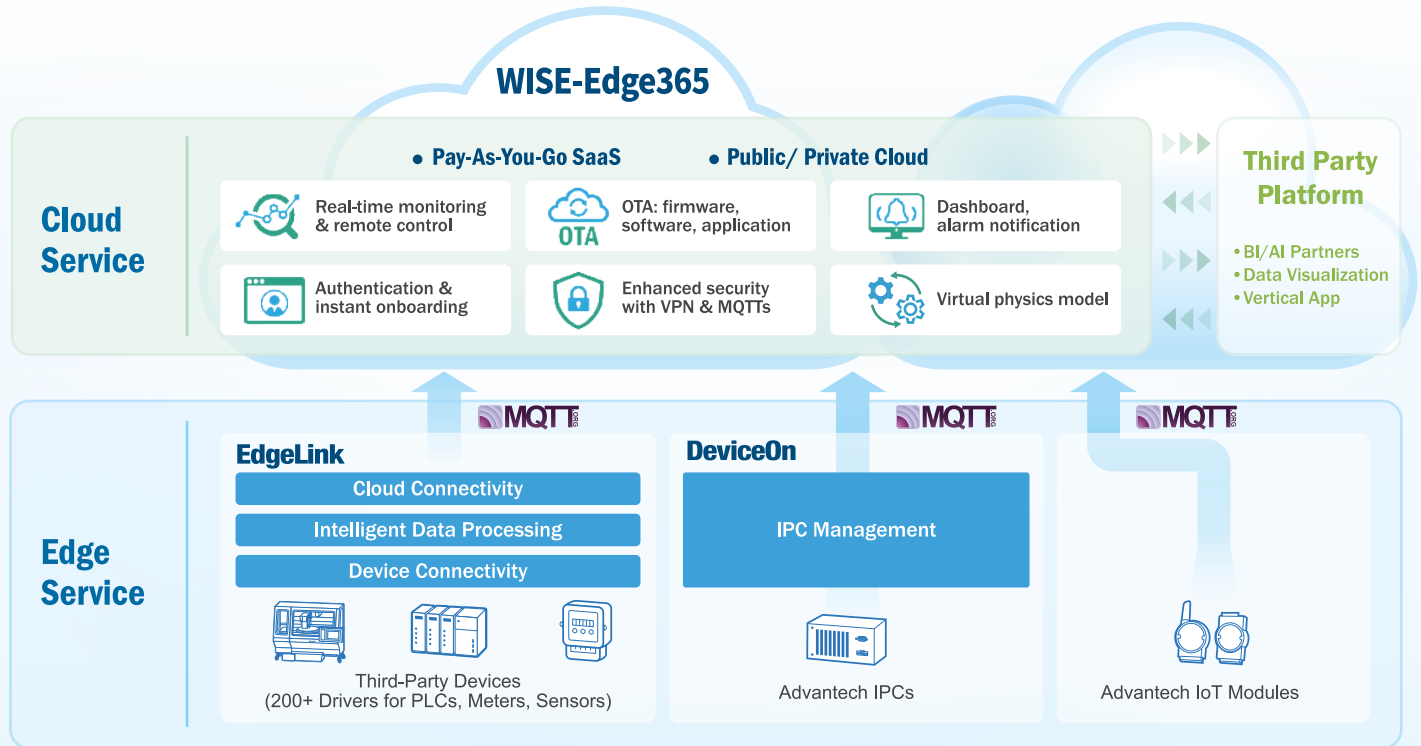 WISE-Edge365
• Pay-As-You-Go SaaS
• Public/ Private Cloud
Cloud
Service
Real-time monitoring
& remote control
OTA
OTA: firmware,
software, application
Dashboard,
alarm notification
Authentication &
instant onboarding
Enhanced security
with VPN & MQTTs
Virtual physics model
Third Party
Platform
• BI/AI Partners
• Data Visualization
• Vertical App
MQTT.ORG
MQTT.ORG
MQTT.ORG
Edge
Service
EdgeLink
Cloud Connectivity
Intelligent Data Processing
Device Connectivity
Third-Party Devices
(200+ Drivers for PLCs, Meters, Sensors)
DeviceOn
IPC Management
Advantech IPCs
Advantech IoT Modules